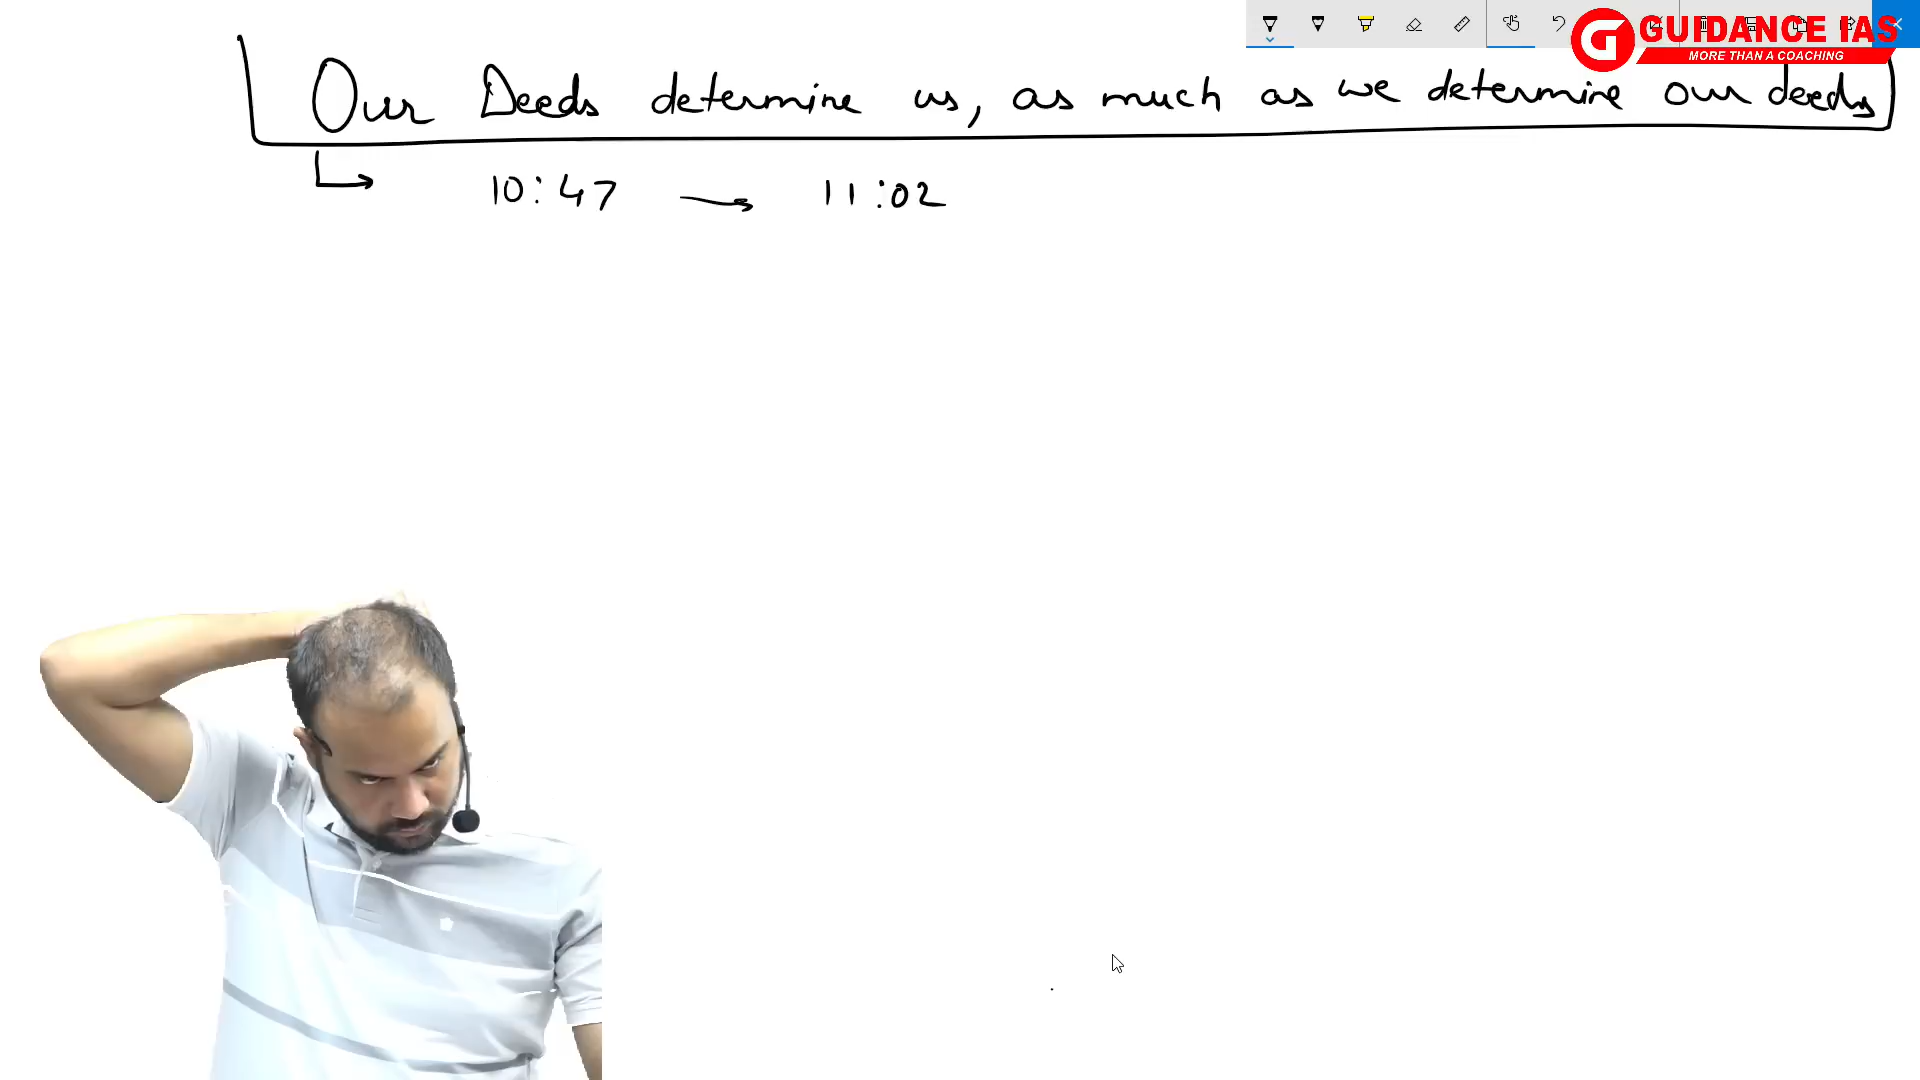 GUIDANCE IAS
MORE THAN A COACHING
Our Deeds determine us, as much as we determine our deeds
10:47 → 11:02